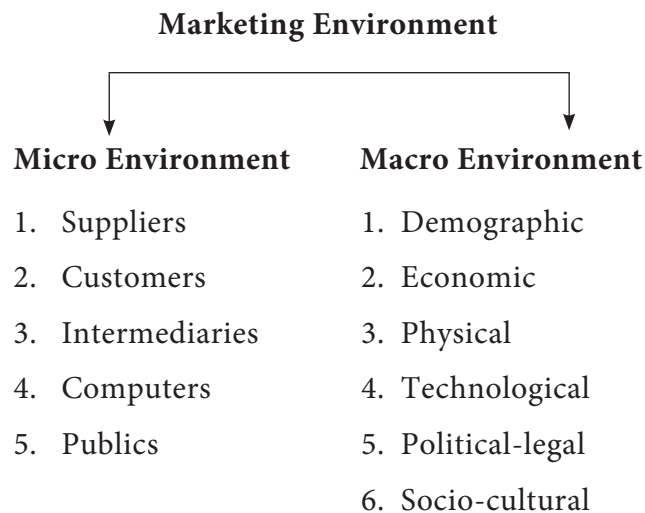 Marketing Environment
Micro Environment
1. Suppliers
2. Customers
3. Intermediaries
4. Computers
5. Publics
Macro Environment
1. Demographic
2. Economic
3. Physical
4. Technological
5. Political-legal
6. Socio-cultural